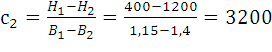 c₂ = (H₁−H₂)/(B₁−B₂) = (400−1200)/(1,15−1,4) = 3200